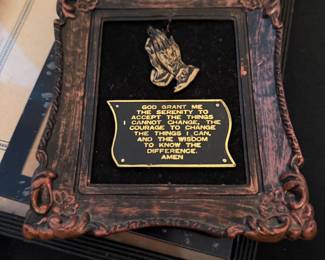 GOD GRANT ME
THE SERENITY TO
ACCEPT THE THINGS
I CANNOT CHANGE, THE
COURAGE TO CHANGE
THE THINGS I CAN,
AND THE WISDOM
TO KNOW THE
DIFFERENCE.
AMEN